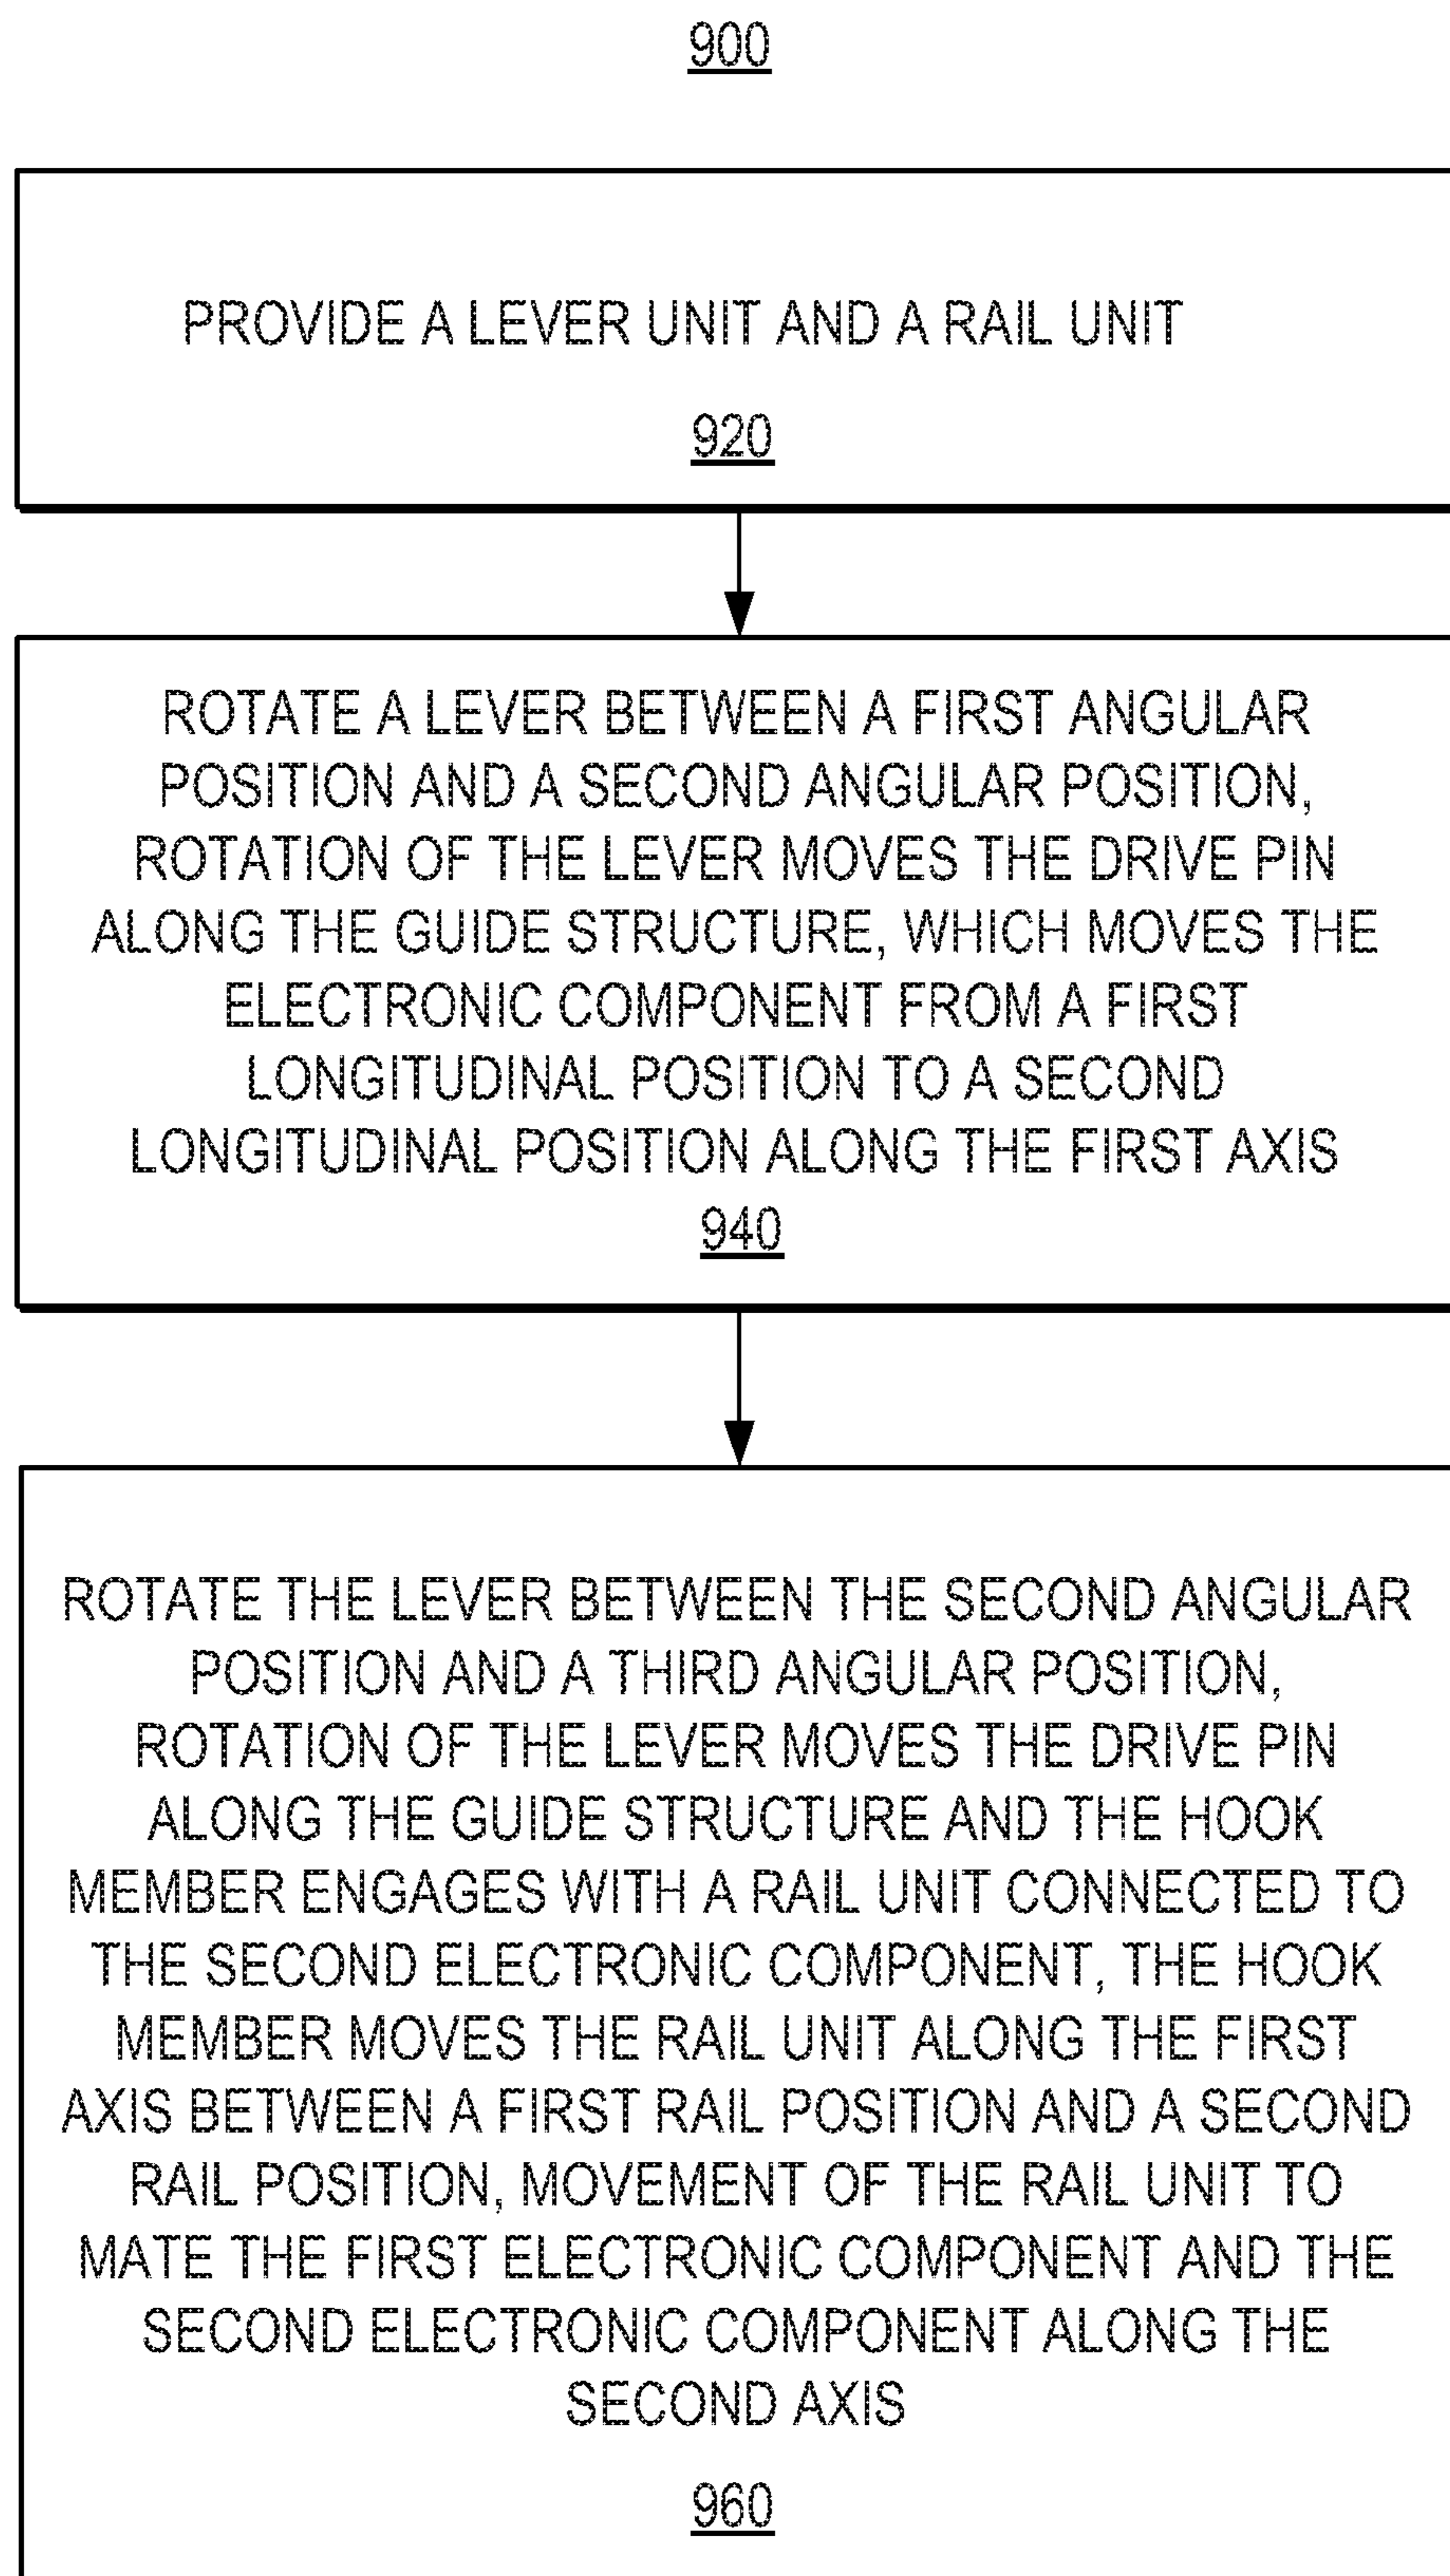 900
PROVIDE A LEVER UNIT AND A RAIL UNIT
920
ROTATE A LEVER BETWEEN A FIRST ANGULAR
POSITION AND A SECOND ANGULAR POSITION,
ROTATION OF THE LEVER MOVES THE DRIVE PIN
ALONG THE GUIDE STRUCTURE, WHICH MOVES THE
ELECTRONIC COMPONENT FROM A FIRST
LONGITUDINAL POSITION TO A SECOND
LONGITUDINAL POSITION ALONG THE FIRST AXIS
940
ROTATE THE LEVER BETWEEN THE SECOND ANGULAR
POSITION AND A THIRD ANGULAR POSITION,
ROTATION OF THE LEVER MOVES THE DRIVE PIN
ALONG THE GUIDE STRUCTURE AND THE HOOK
MEMBER ENGAGES WITH A RAIL UNIT CONNECTED TO
THE SECOND ELECTRONIC COMPONENT, THE HOOK
MEMBER MOVES THE RAIL UNIT ALONG THE FIRST
AXIS BETWEEN A FIRST RAIL POSITION AND A SECOND
RAIL POSITION, MOVEMENT OF THE RAIL UNIT TO
MATE THE FIRST ELECTRONIC COMPONENT AND THE
SECOND ELECTRONIC COMPONENT ALONG THE
SECOND AXIS
960